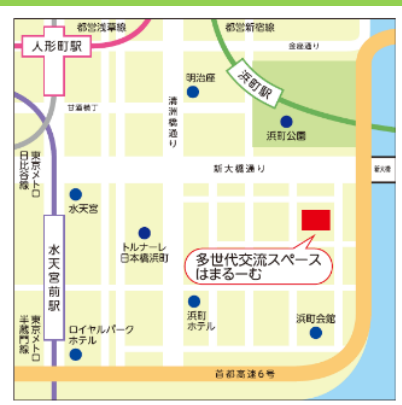 都営浅草線
都営新宿線
人形町駅
金座通り
明治座
浜町駅
甘酒横丁
清洲橋通り
浜町公園
新大橋通り
新大橋
東京メトロ
日比谷線
水天宮
トルナーレ
日本橋浜町
多世代交流スペース
はまるーむ
水天宮前駅
東京メトロ
半蔵門線
ロイヤルパーク
ホテル
浜町
ホテル
浜町会館
首都高速6号